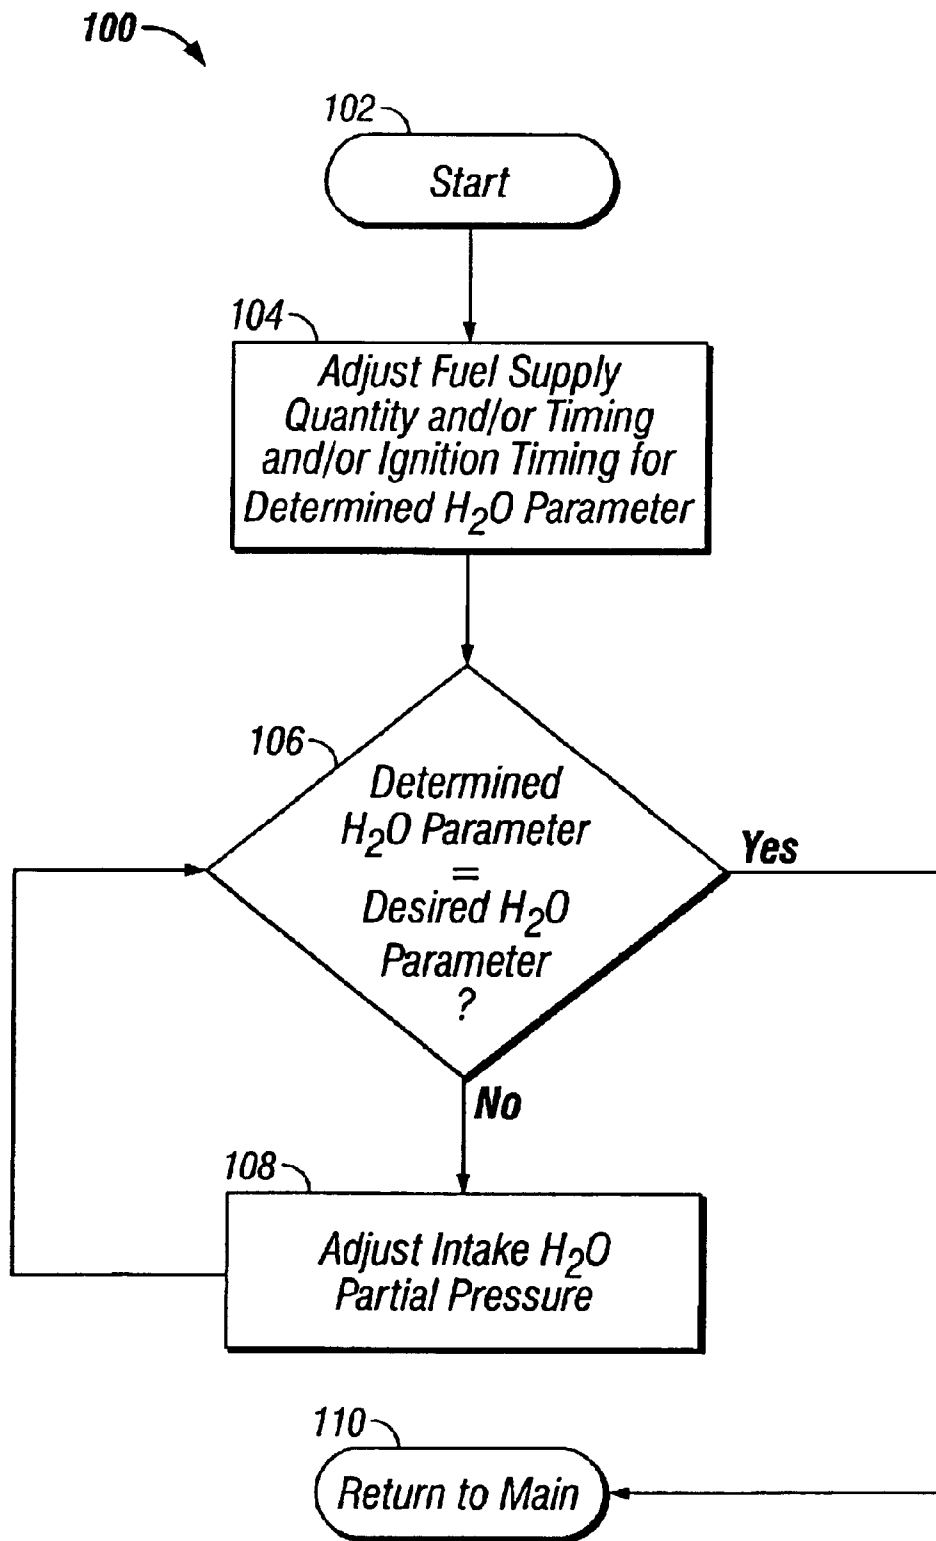 100
102
Start
104
Adjust Fuel Supply
Quantity and/or Timing
and/or Ignition Timing for
Determined H₂O Parameter
106
Determined
H₂O Parameter
=
Desired H₂O
Parameter
?
Yes
No
108
Adjust Intake H₂O
Partial Pressure
110
Return to Main